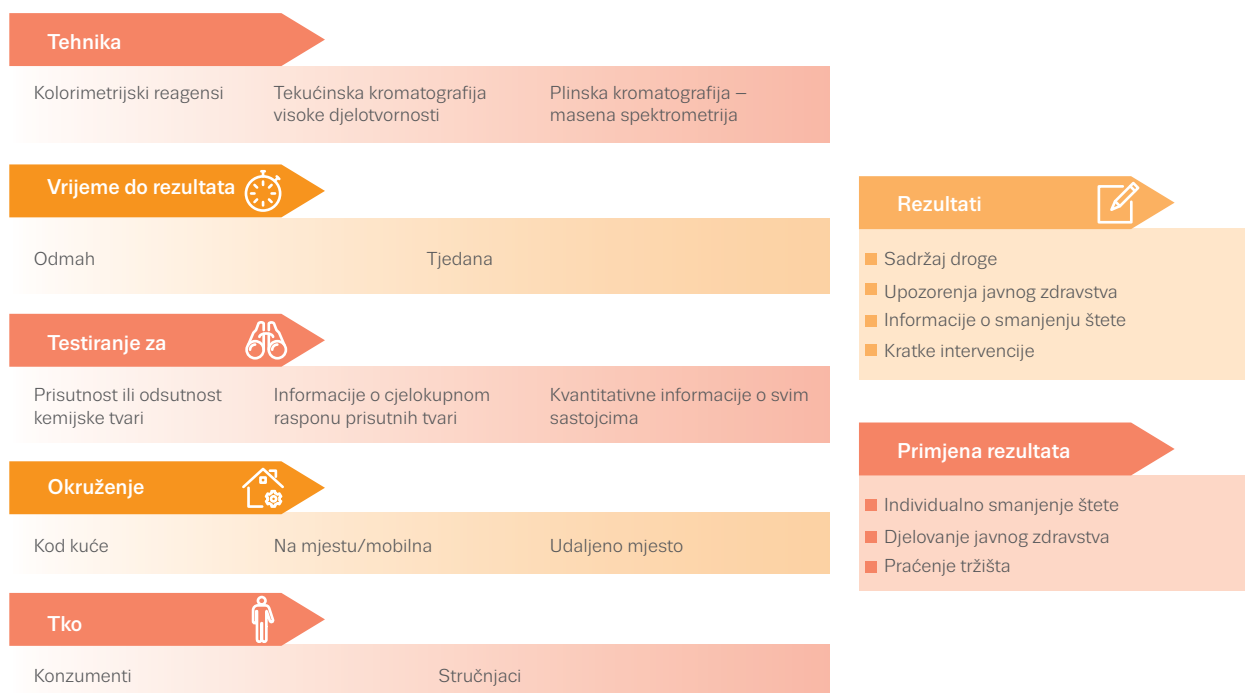 Tehnika
Kolorimetrijski reagensi
Tekućinska kromatografija
visoke djelotvornosti
Plinska kromatografija –
masena spektrometrija
Vrijeme do rezultata
Odmah
Tjedana
Testiranje za
Prisutnost ili odsutnost
kemijske tvari
Informacije o cjelokupnom
rasponu prisutnih tvari
Kvantitativne informacije o svim
sastojcima
Okruženje
Kod kuće
Na mjestu/mobilna
Udaljeno mjesto
Tko
Konzumenti
Stručnjaci
Rezultati
Sadržaj droge
Upozorenja javnog zdravstva
Informacije o smanjenju štete
Kratke intervencije
Primjena rezultata
Individualno smanjenje štete
Djelovanje javnog zdravstva
Praćenje tržišta